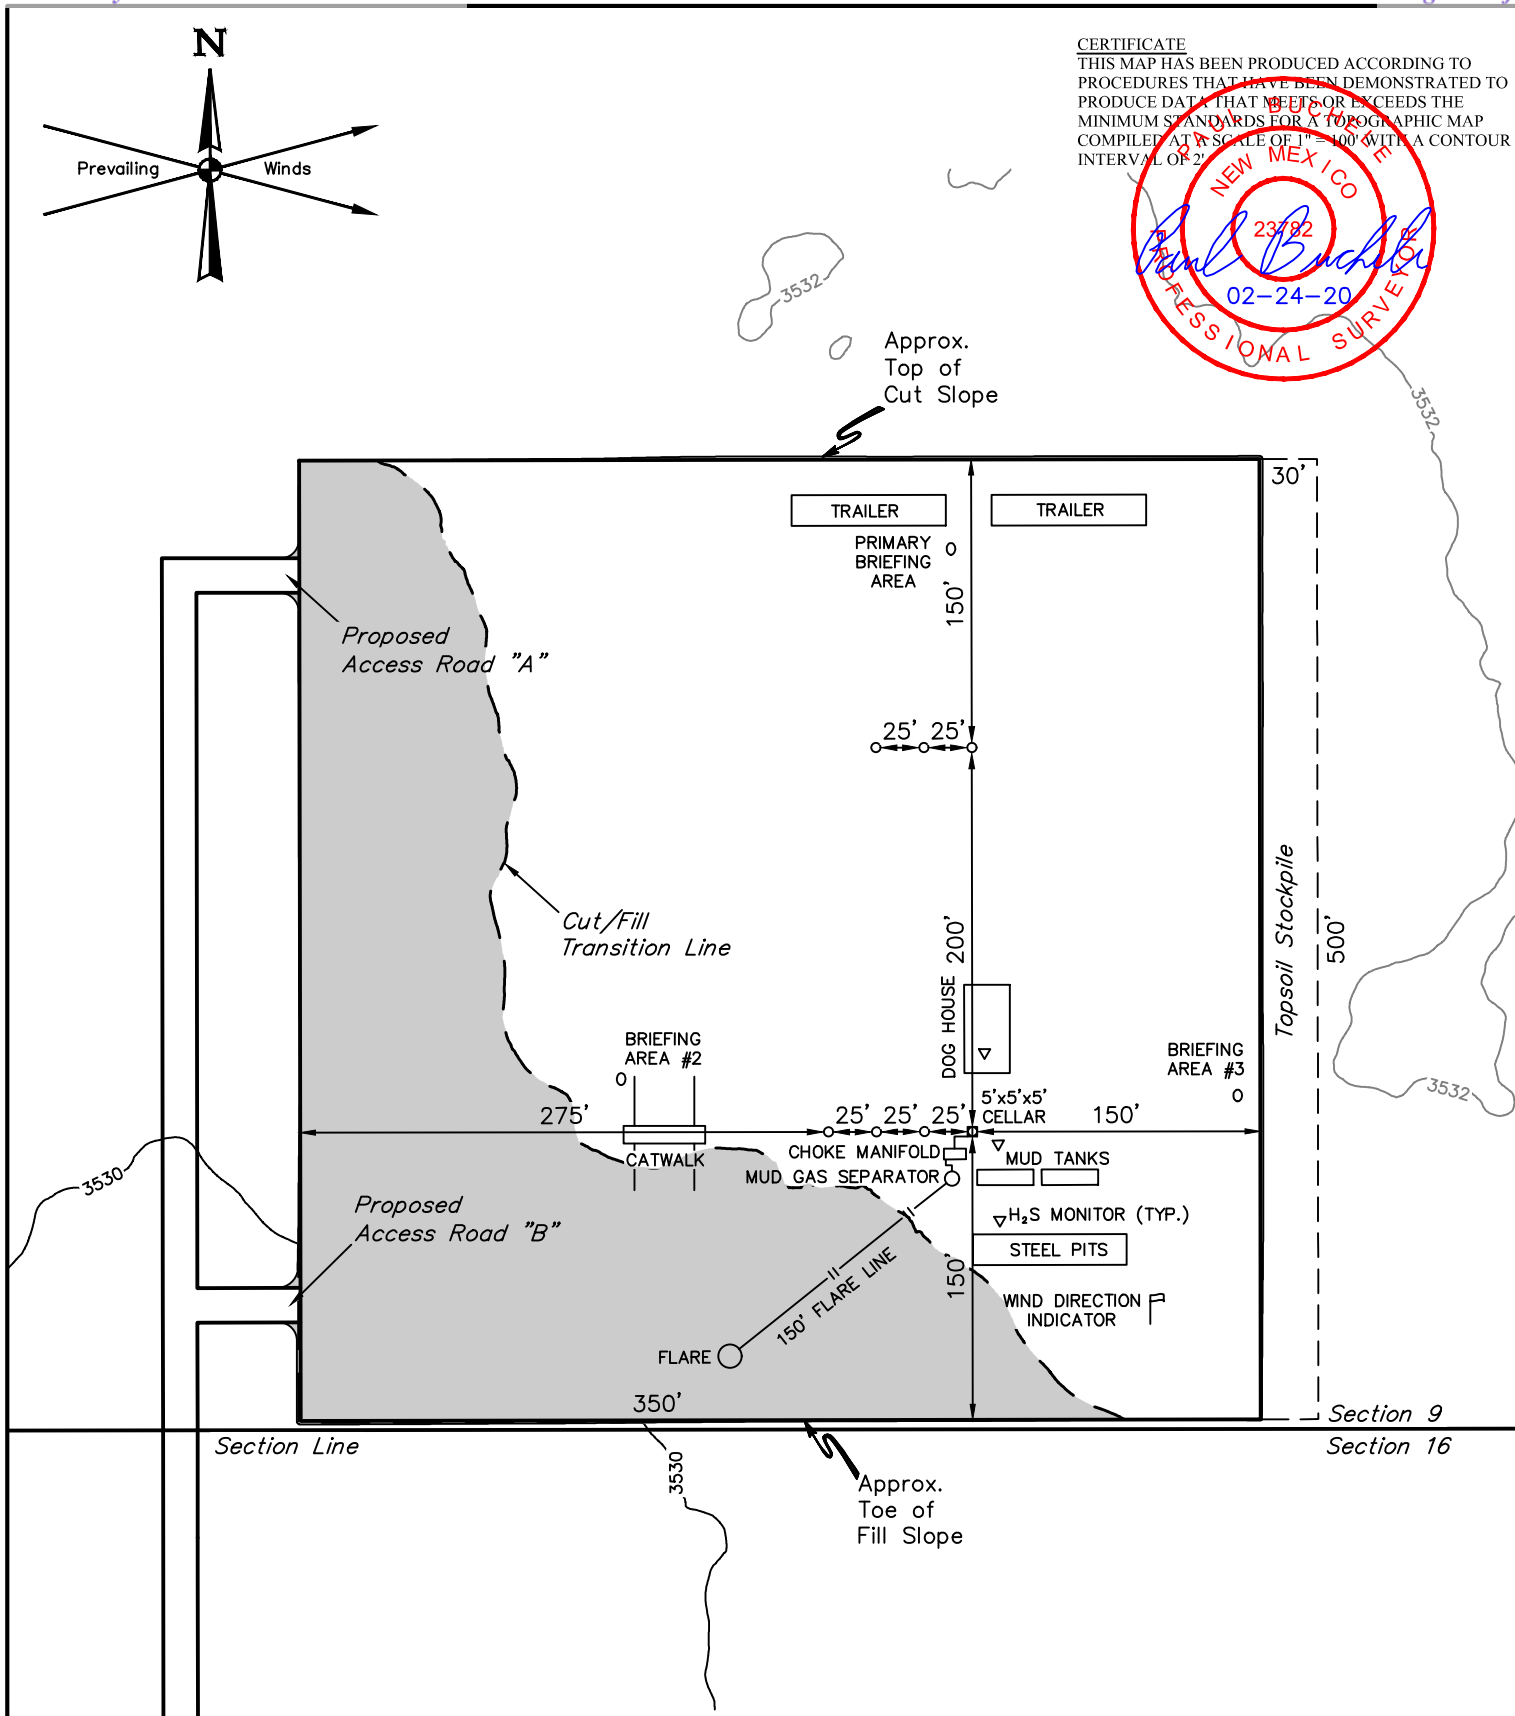 N
Prevailing Winds
CERTIFICATE
THIS MAP HAS BEEN PRODUCED ACCORDING TO
PROCEDURES THAT HAVE BEEN DEMONSTRATED TO
PRODUCE DATA THAT MEETS OR EXCEEDS THE
MINIMUM STANDARDS FOR A TOPOGRAPHIC MAP
COMPILED AT A SCALE OF 1" = 100' WITH A CONTOUR
INTERVAL OF 2'.
PAUL BUCHELE
NEW MEXICO
23782
Paul Buchele
02-24-20
PROFESSIONAL SURVEYOR
3532
3532
Approx.
Top of
Cut Slope
30'
TRAILER
TRAILER
PRIMARY
BRIEFING
AREA
150'
Proposed
Access Road "A"
25' 25'
Cut/Fill
Transition Line
200'
DOG HOUSE
Topsoil Stockpile
500'
BRIEFING
AREA #2
BRIEFING
AREA #3
3532
275'
25' 25' 25'
5'x5'x5'
CELLAR
150'
CATWALK
CHOKE MANIFOLD
MUD GAS SEPARATOR
MUD TANKS
H₂S MONITOR (TYP.)
STEEL PITS
150'
WIND DIRECTION
INDICATOR
3530
Proposed
Access Road "B"
150' FLARE LINE
FLARE
350'
Section 9
Section Line
Section 16
3530
Approx.
Toe of
Fill Slope